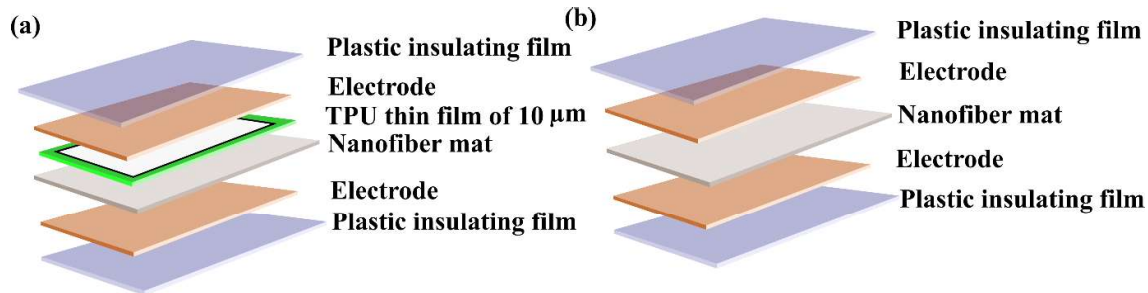 (a)
Plastic insulating film
Electrode
TPU thin film of 10 μm
Nanofiber mat
Electrode
Plastic insulating film
(b)
Plastic insulating film
Electrode
Nanofiber mat
Electrode
Plastic insulating film